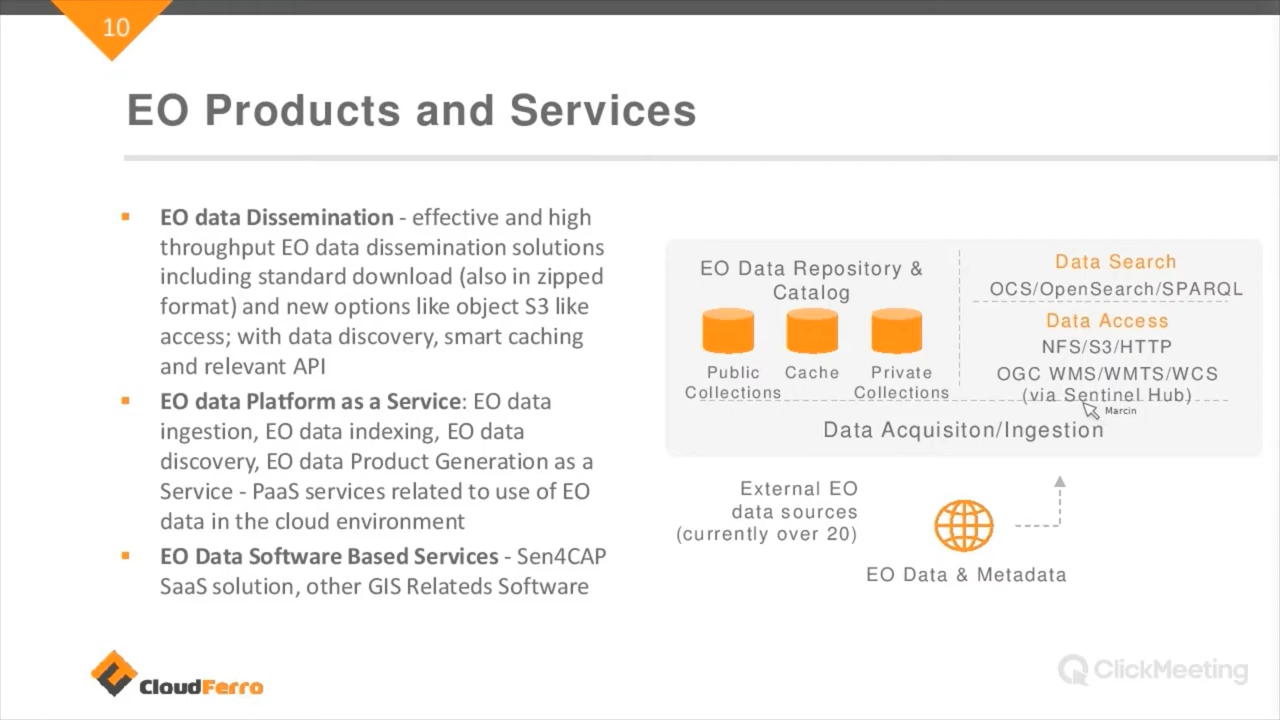 10
EO Products and Services
EO data Dissemination - effective and high
throughput EO data dissemination solutions
including standard download (also in zipped
format) and new options like object S3 like
access; with data discovery, smart caching
and relevant API
EO data Platform as a Service: EO data
ingestion, EO data indexing, EO data
discovery, EO data Product Generation as a
Service - PaaS services related to use of EO
data in the cloud environment
EO Data Software Based Services - Sen4CAP
SaaS solution, other GIS Relateds Software
EO Data Repository &
Catalog
Public
Collections
Cache
Private
Collections
Data Search
OCS/OpenSearch/SPARQL
Data Access
NFS/S3/HTTP
OGC WMS/WMTS/WCS
(via Sentinel Hub)
Marcin
Data Acquisiton/Ingestion
External EO
data sources
(currently over 20)
EO Data & Metadata
CloudFerro
ClickMeeting